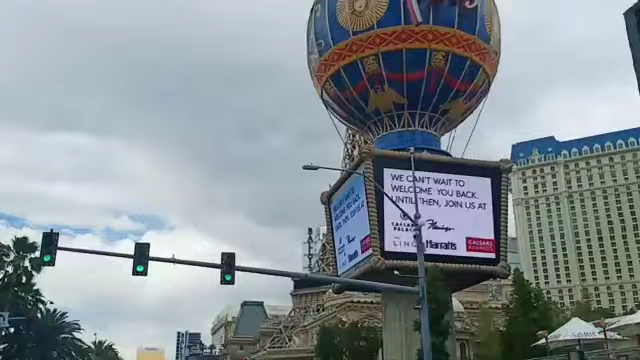 WE CAN'T WAIT TO
WELCOME YOU BACK.
UNTIL THEN, JOIN US AT
CAESARS
PALACE
Flamingo
THE
LINQ
Harrah's
CAESARS
REWARDS